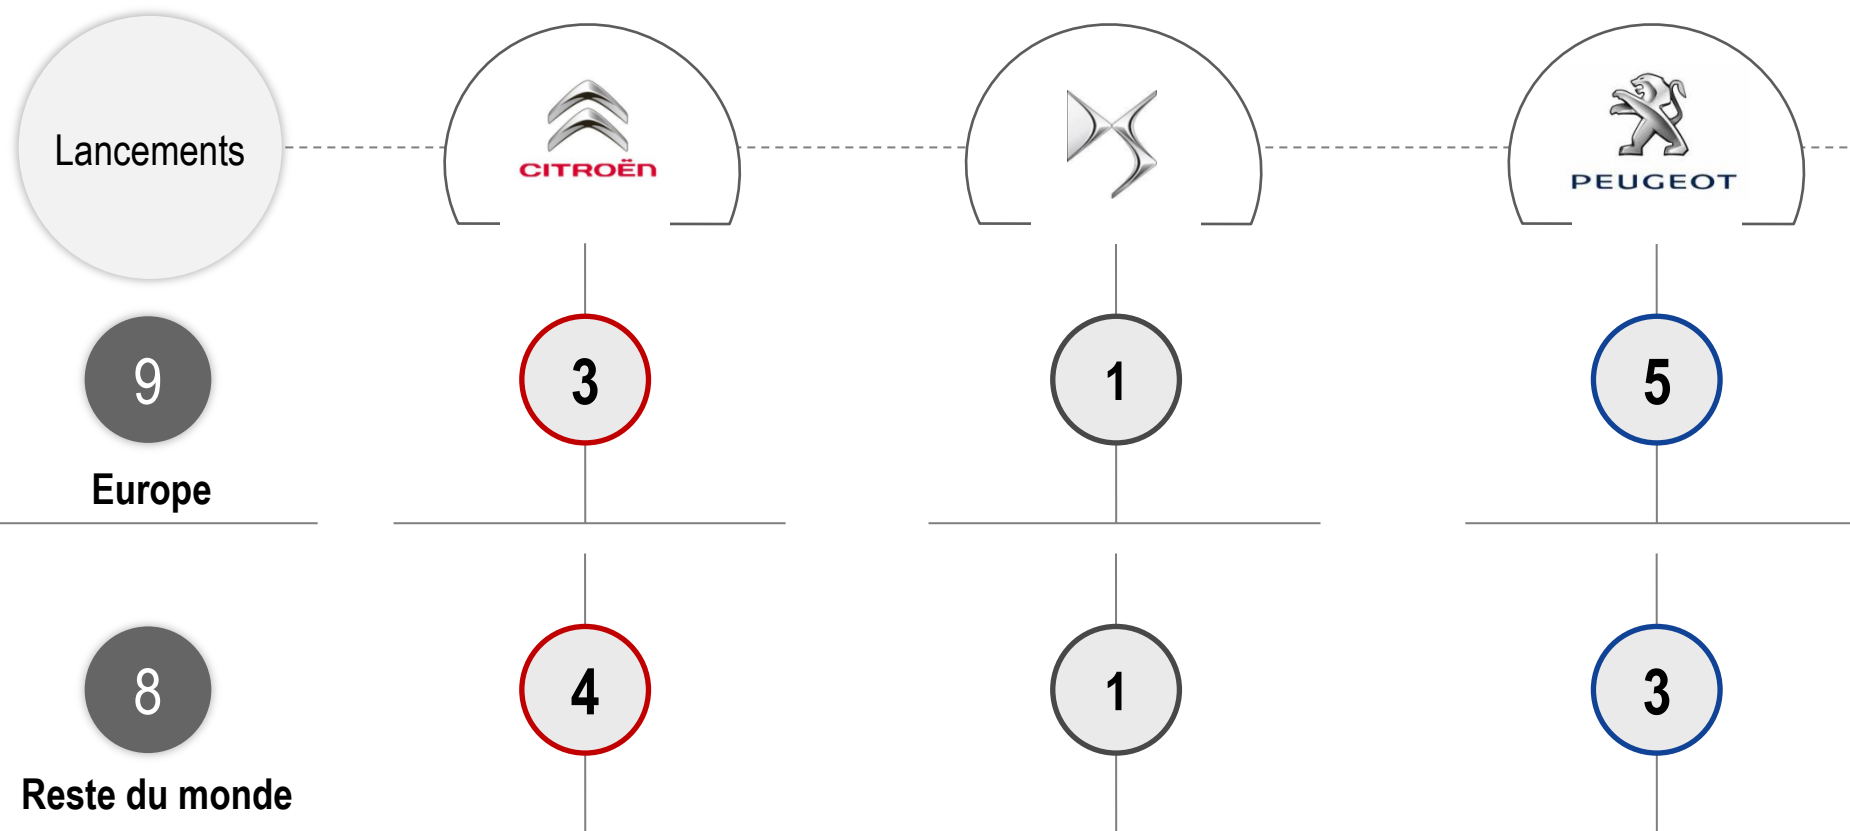 Lancements
CITROËN
PEUGEOT
9
3
1
5
Europe
8
4
1
3
Reste du monde